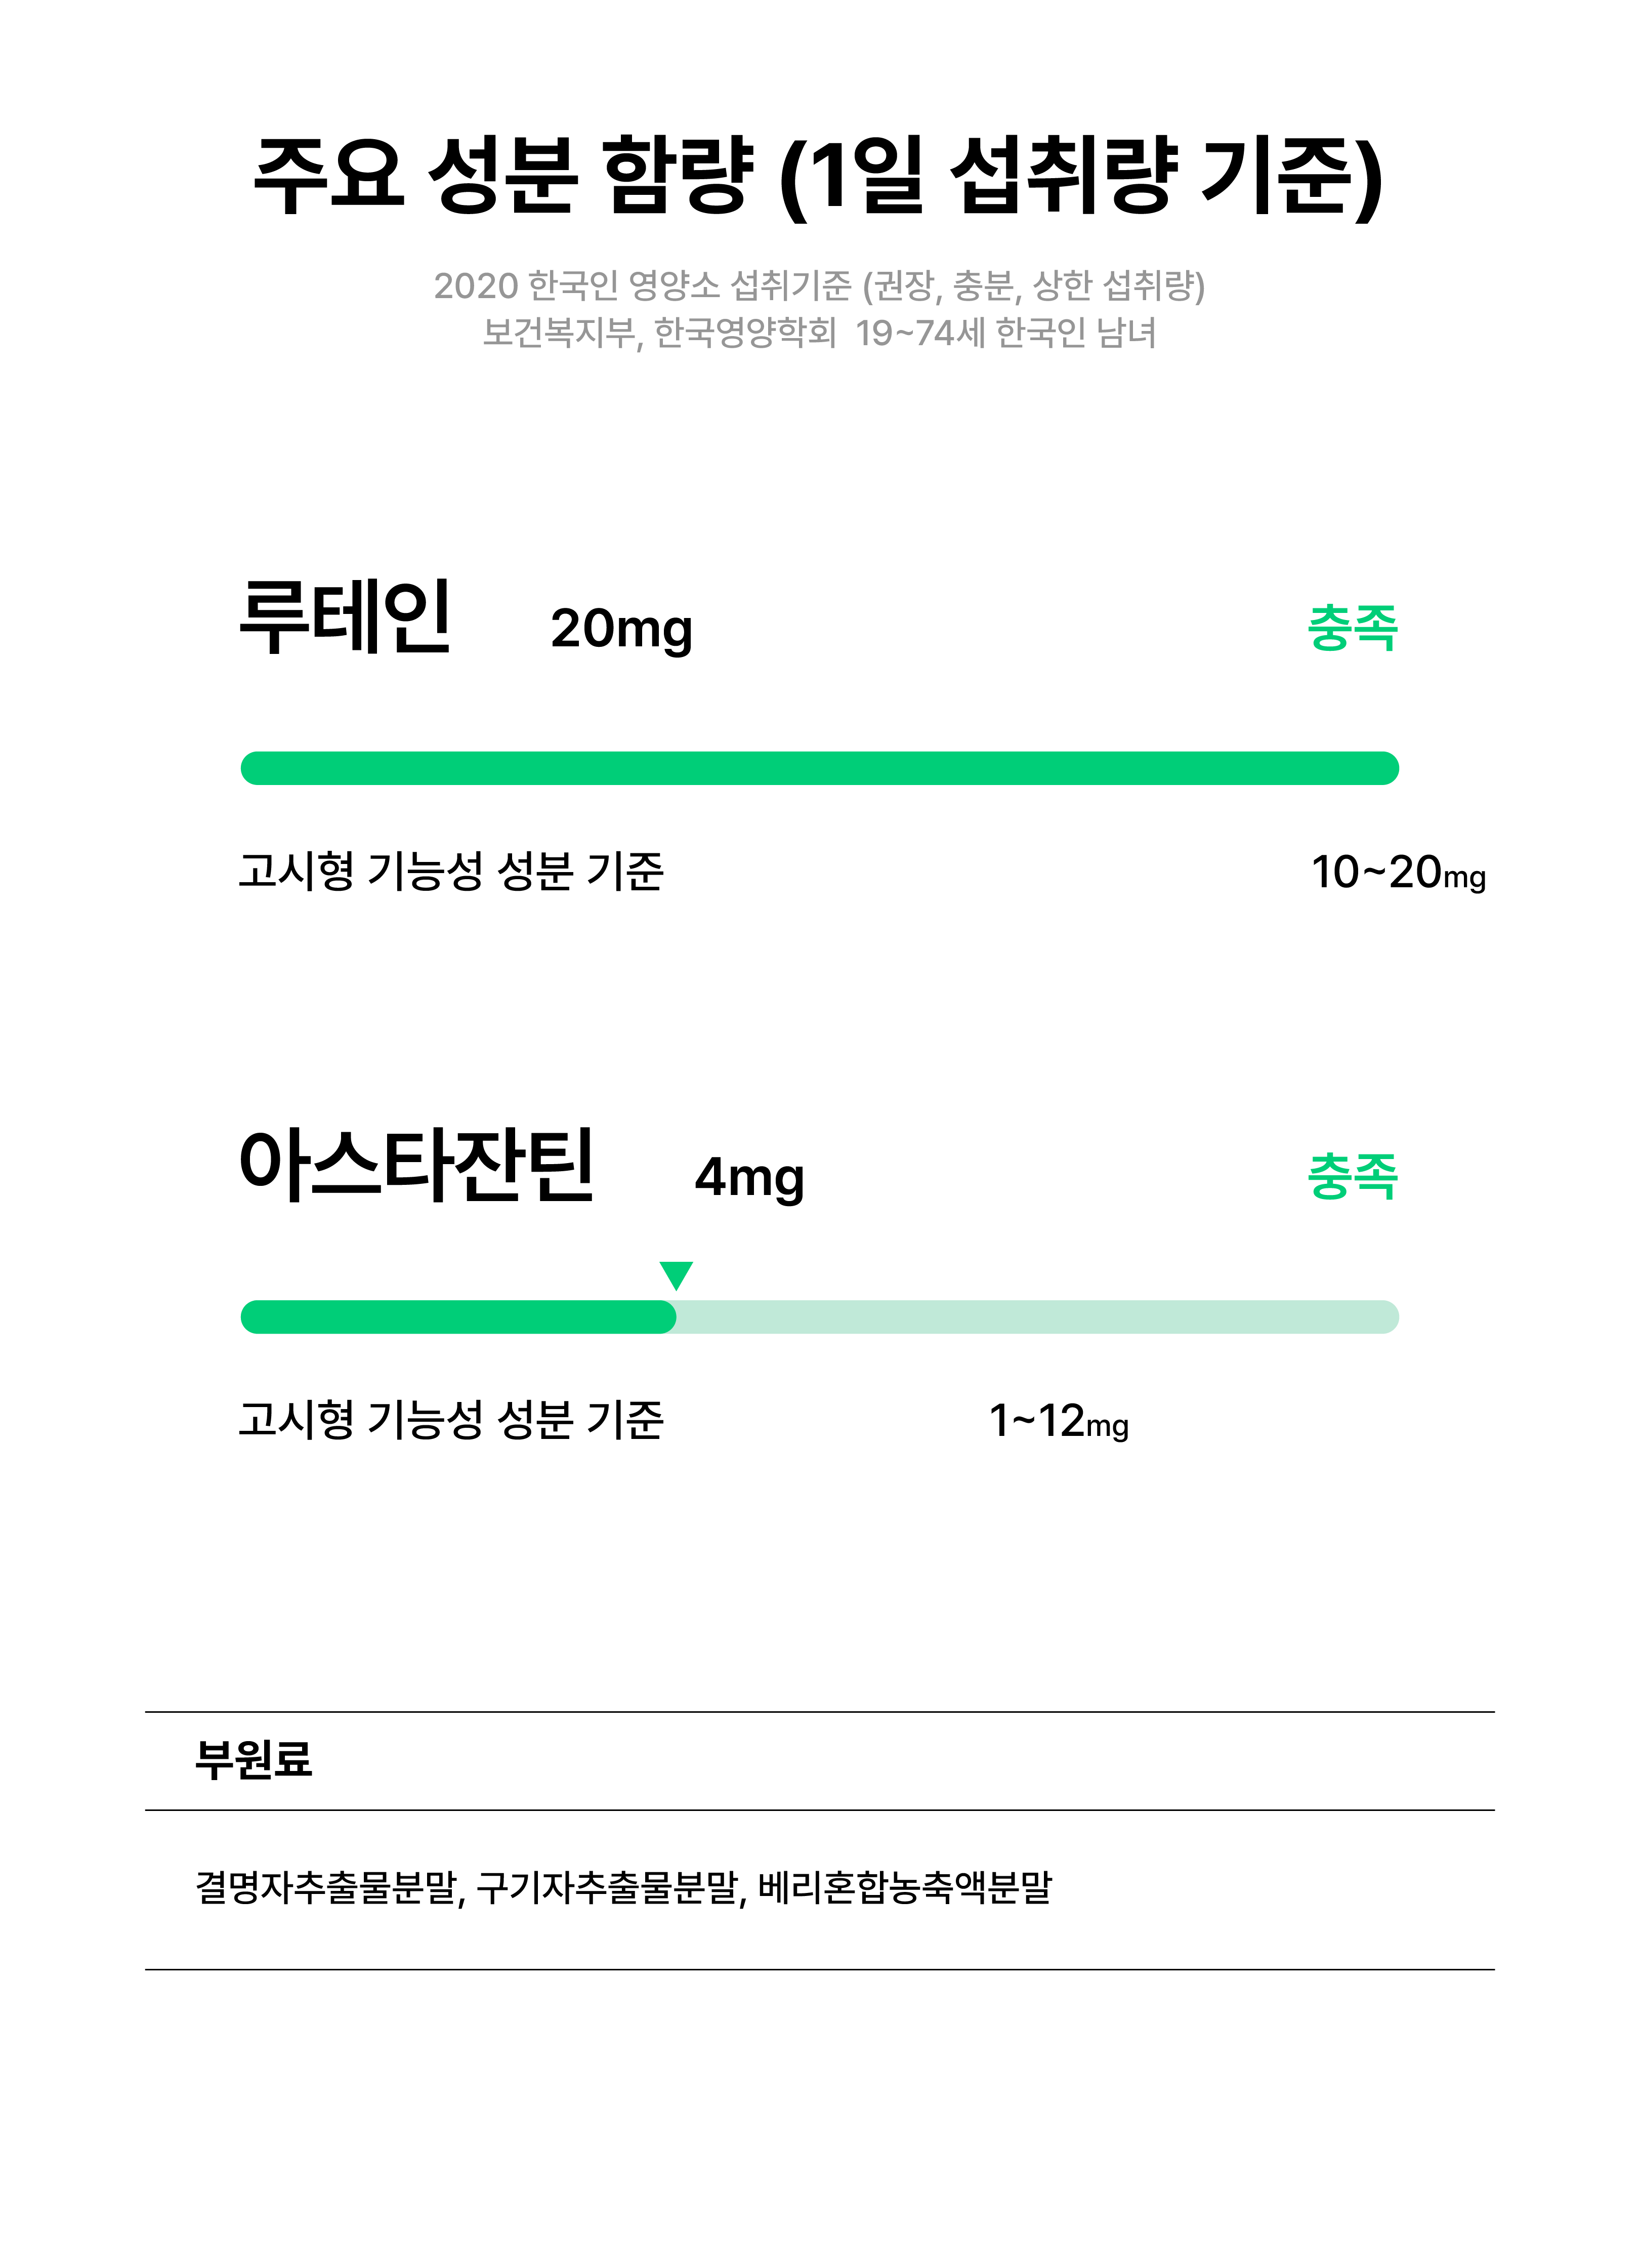 주요 성분 함량 (1일 섭취량 기준)
2020 한국인 영양소 섭취기준 (권장, 충분, 상한 섭취량)
보건복지부, 한국영양학회 19~74세 한국인 남녀
루테인 20mg 충족
고시형 기능성 성분 기준 10~20mg
아스타잔틴 4mg 충족
고시형 기능성 성분 기준 1~12mg
부원료
결명자추출물분말, 구기자추출물분말, 베리혼합농축액분말